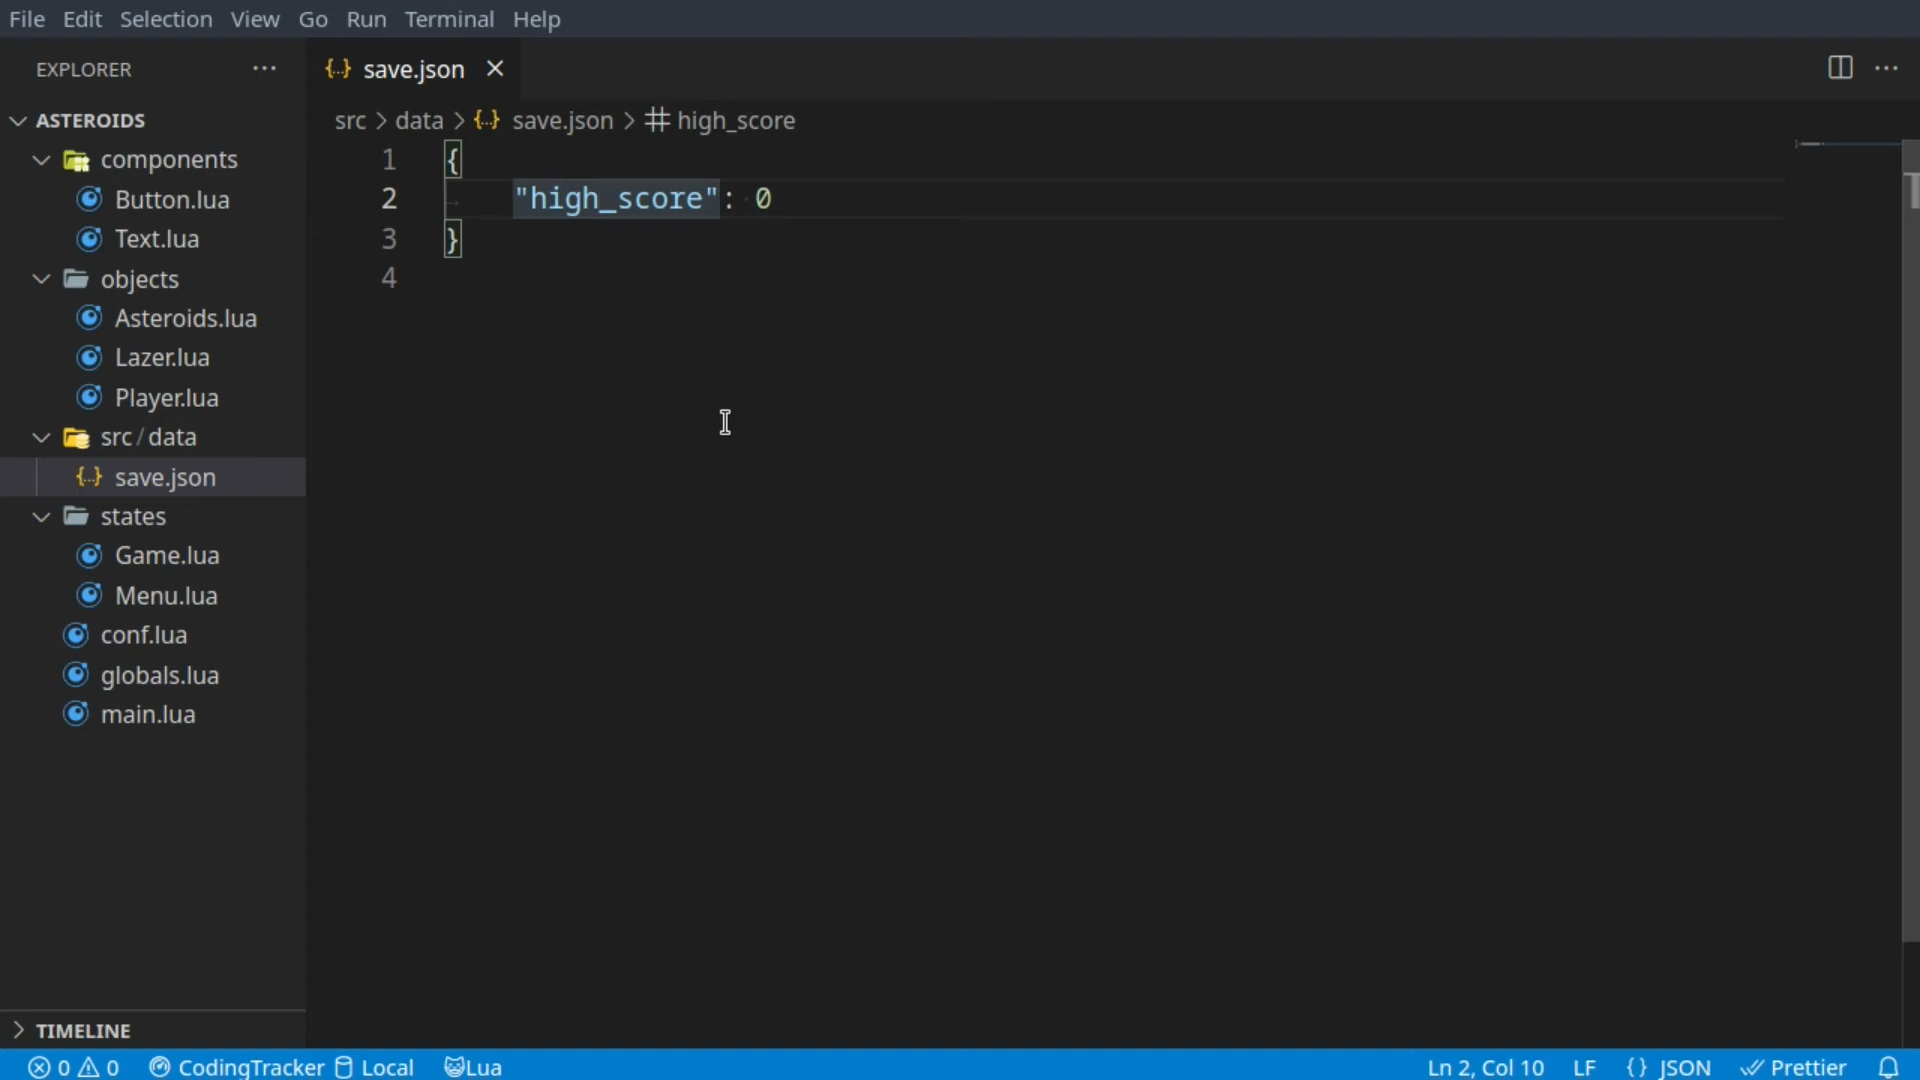 File Edit Selection View Go Run Terminal Help
EXPLORER
ASTEROIDS
components
Button.lua
Text.lua
objects
Asteroids.lua
Lazer.lua
Player.lua
src / data
save.json
states
Game.lua
Menu.lua
conf.lua
globals.lua
main.lua
TIMELINE
save.json
src > data > {..} save.json > # high_score
1 {
2 "high_score": 0
3 }
4
0 0 CodingTracker Local Lua Ln 2, Col 10 LF {} JSON Prettier